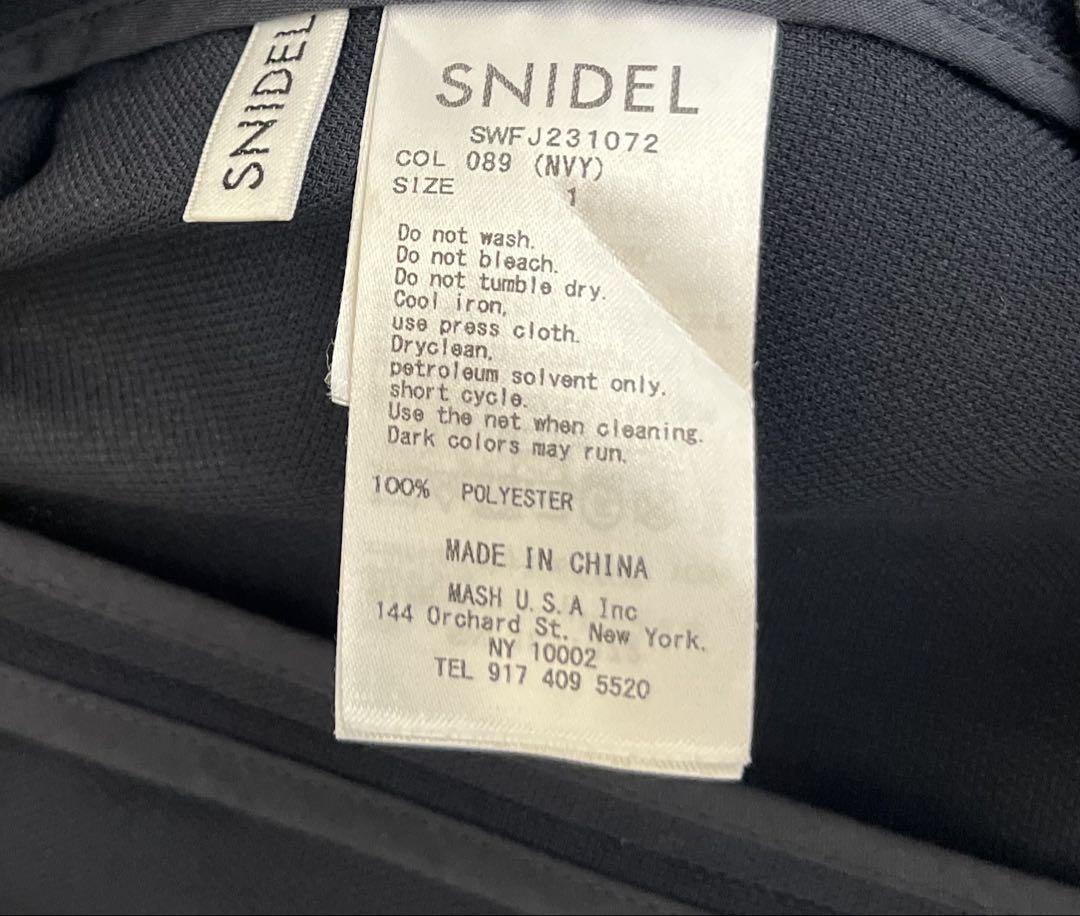 SNIDEL
SNIDEL
SWFJ231072
COL 089 (NVY)
SIZE 1
Do not wash.
Do not bleach.
Do not tumble dry.
Cool iron,
use press cloth.
Dryclean,
petroleum solvent only.
short cycle.
Use the net when cleaning.
Dark colors may run.
100% POLYESTER
MADE IN CHINA
MASH U.S.A Inc
144 Orchard St. New York.
NY 10002
TEL 917 409 5520